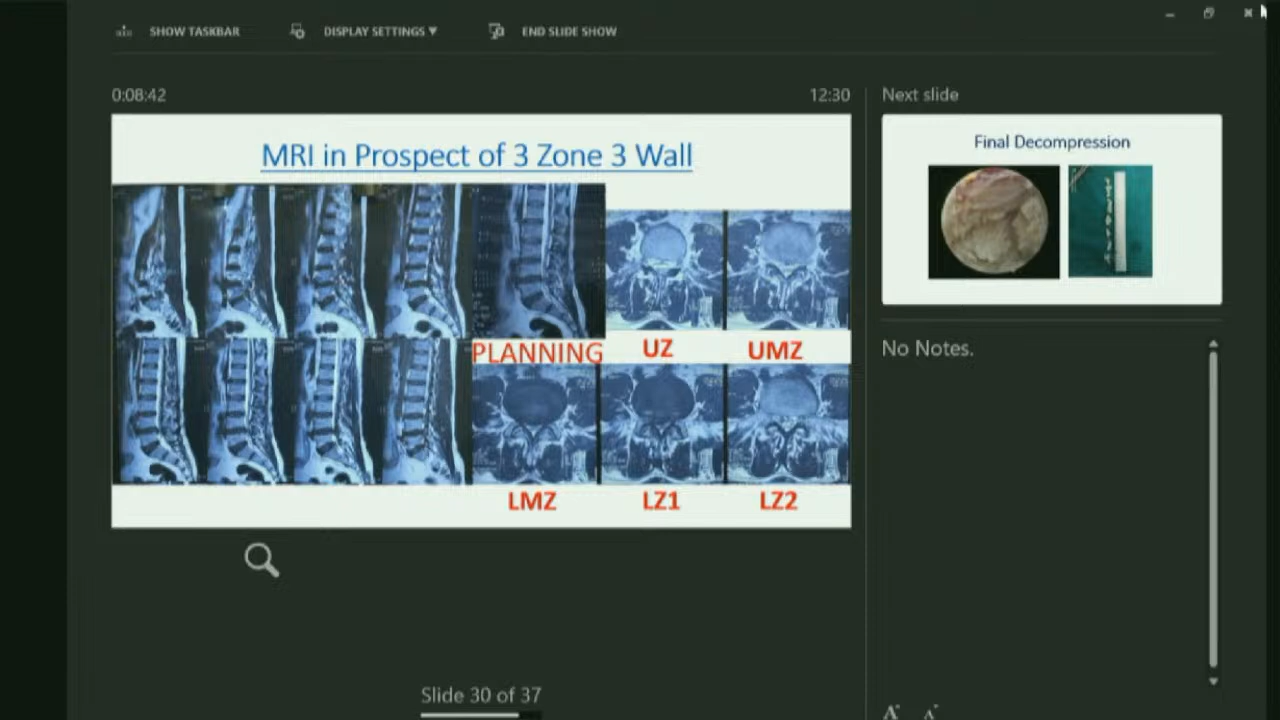 SHOW TASKBAR
DISPLAY SETTINGS ▼
END SLIDE SHOW
0:08:42
12:30
Next slide
MRI in Prospect of 3 Zone 3 Wall
PLANNING
UZ
UMZ
LMZ
LZ1
LZ2
Final Decompression
No Notes.
Slide 30 of 37
A
A